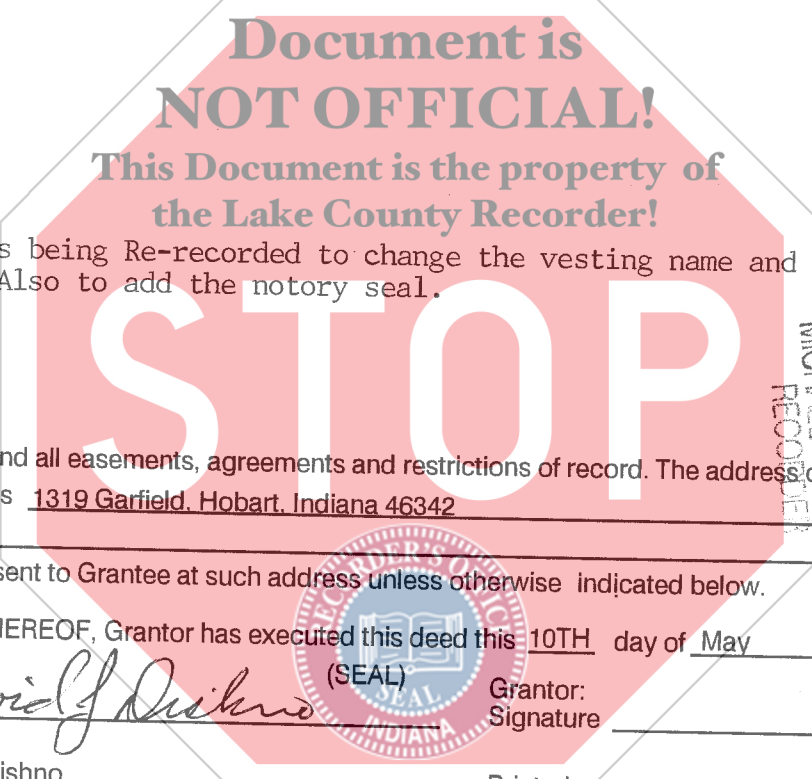 Document is
NOT OFFICIAL!
This Document is the property of
the Lake County Recorder!
s being Re-recorded to change the vesting name and
Also to add the notory seal.
STOP
RECORDER
nd all easements, agreements and restrictions of record. The address o
s 1319 Garfield, Hobart, Indiana 46342
sent to Grantee at such address unless otherwise indicated below.
HEREOF, Grantor has executed this deed this 10TH day of May
(SEAL)
Grantor:
Signature
RECORDER'S OFFIC
SEAL
INDIANA
ishno